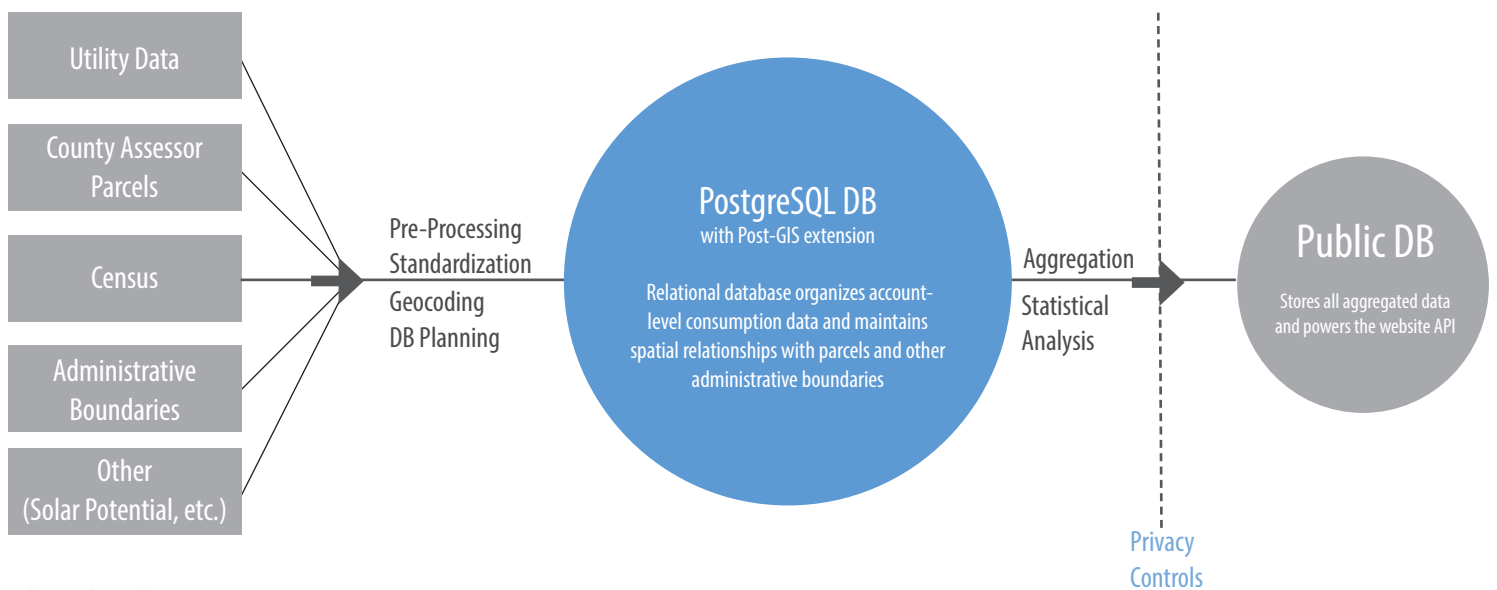 Utility Data
County Assessor
Parcels
Census
Administrative
Boundaries
Other
(Solar Potential, etc.)
Pre-Processing
Standardization
Geocoding
DB Planning
PostgreSQL DB
with Post-GIS extension
Relational database organizes account-
level consumption data and maintains
spatial relationships with parcels and other
administrative boundaries
Aggregation
Statistical
Analysis
Privacy
Controls
Public DB
Stores all aggregated data
and powers the website API